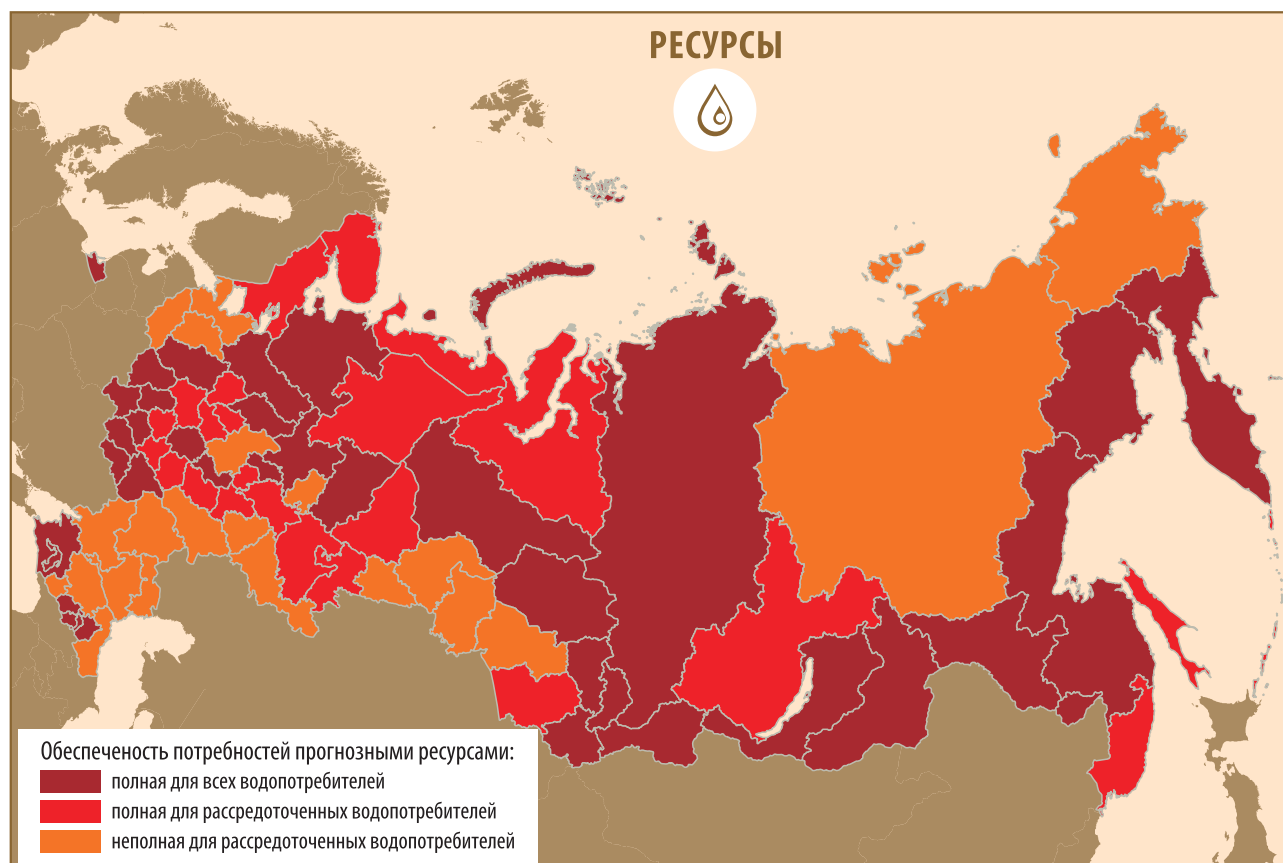 РЕСУРСЫ
Обеспеченость потребностей прогнозными ресурсами:
полная для всех водопотребителей
полная для рассредоточенных водопотребителей
неполная для рассредоточенных водопотребителей